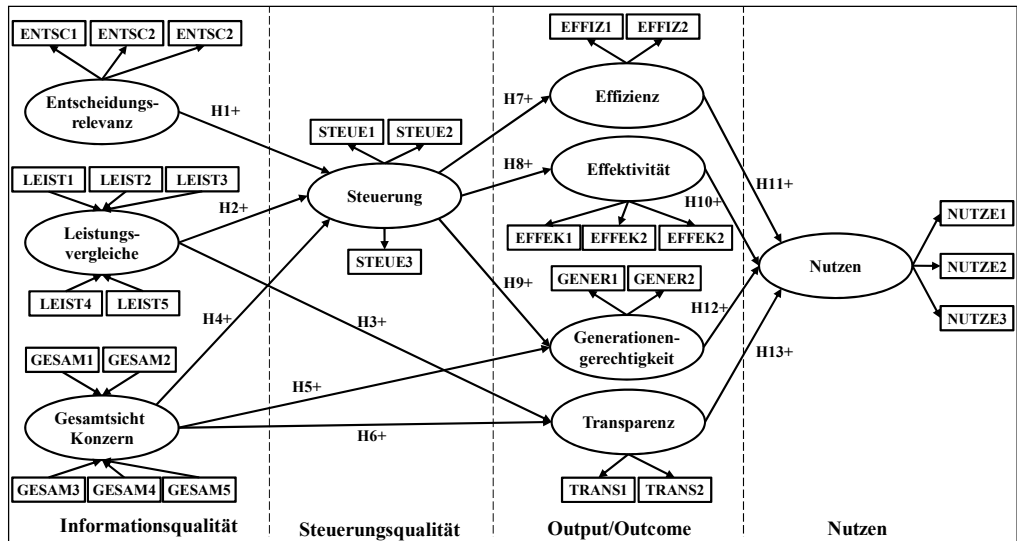 ENTSC1 ENTSC2 ENTSC2
Entscheidungs-
relevanz
H1+
LEIST1 LEIST2 LEIST3
Leistungs-
vergleiche
LEIST4 LEIST5
H2+
H3+
H4+
GESAM1 GESAM2
Gesamtsicht
Konzern
GESAM3 GESAM4 GESAM5
H5+
H6+
STEUE1 STEUE2
Steuerung
STEUE3
H7+
H8+
H9+
EFFIZ1 EFFIZ2
Effizienz
Effektivität
EFFEK1 EFFEK2 EFFEK2
GENER1 GENER2
Generationen-
gerechtigkeit
Transparenz
TRANS1 TRANS2
H11+
H10+
H12+
H13+
Nutzen
NUTZE1
NUTZE2
NUTZE3
Informationsqualität
Steuerungsqualität
Output/Outcome
Nutzen